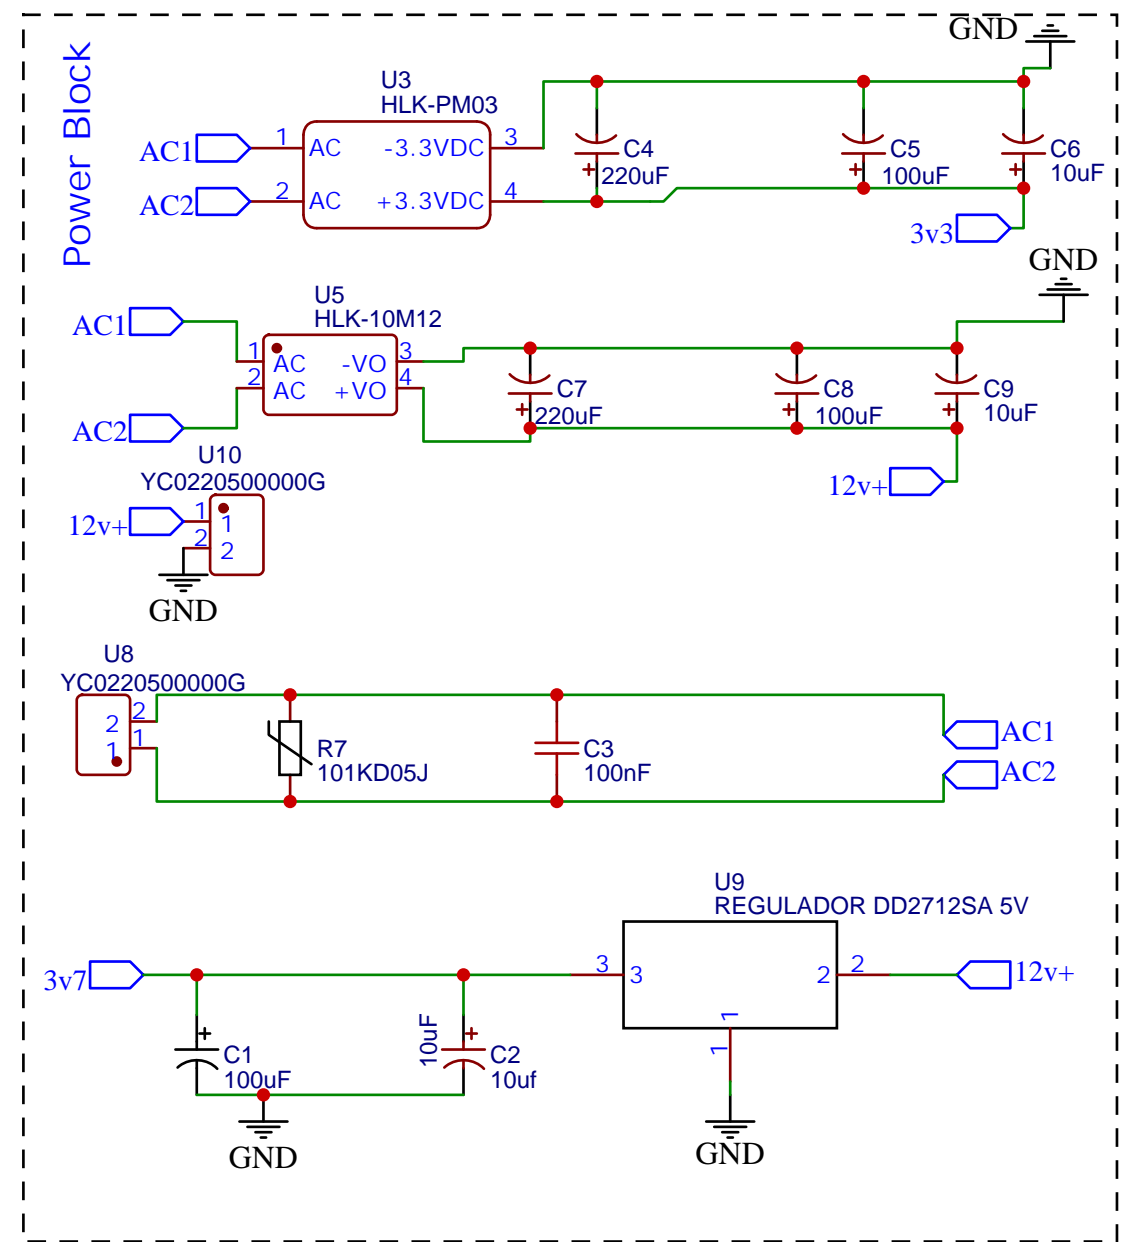 Power Block
GND
U3
HLK-PM03
AC1
1
AC
-3.3VDC
3
AC2
2
AC
+3.3VDC
4
C4
220uF
C5
100uF
C6
10uF
3v3
GND
U5
HLK-10M12
AC1
1
AC
-VO
3
2
AC
+VO
4
AC2
C7
220uF
C8
100uF
C9
10uF
12v+
U10
YC0220500000G
12v+
1
1
2
2
GND
U8
YC0220500000G
2
2
1
1
R7
101KD05J
C3
100nF
AC1
AC2
U9
REGULADOR DD2712SA 5V
3v7
3
3
2
2
12v+
1
1
GND
C1
100uF
10uF
C2
10uf
GND